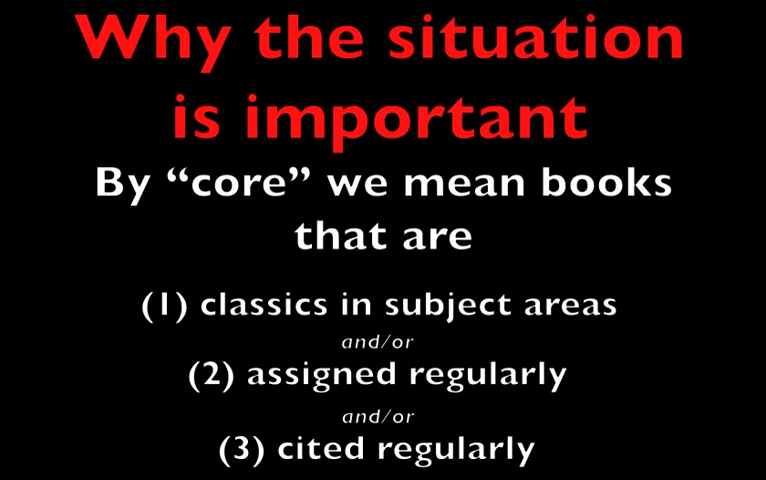 Why the situation
is important
By “core” we mean books
that are
(1) classics in subject areas
and/or
(2) assigned regularly
and/or
(3) cited regularly